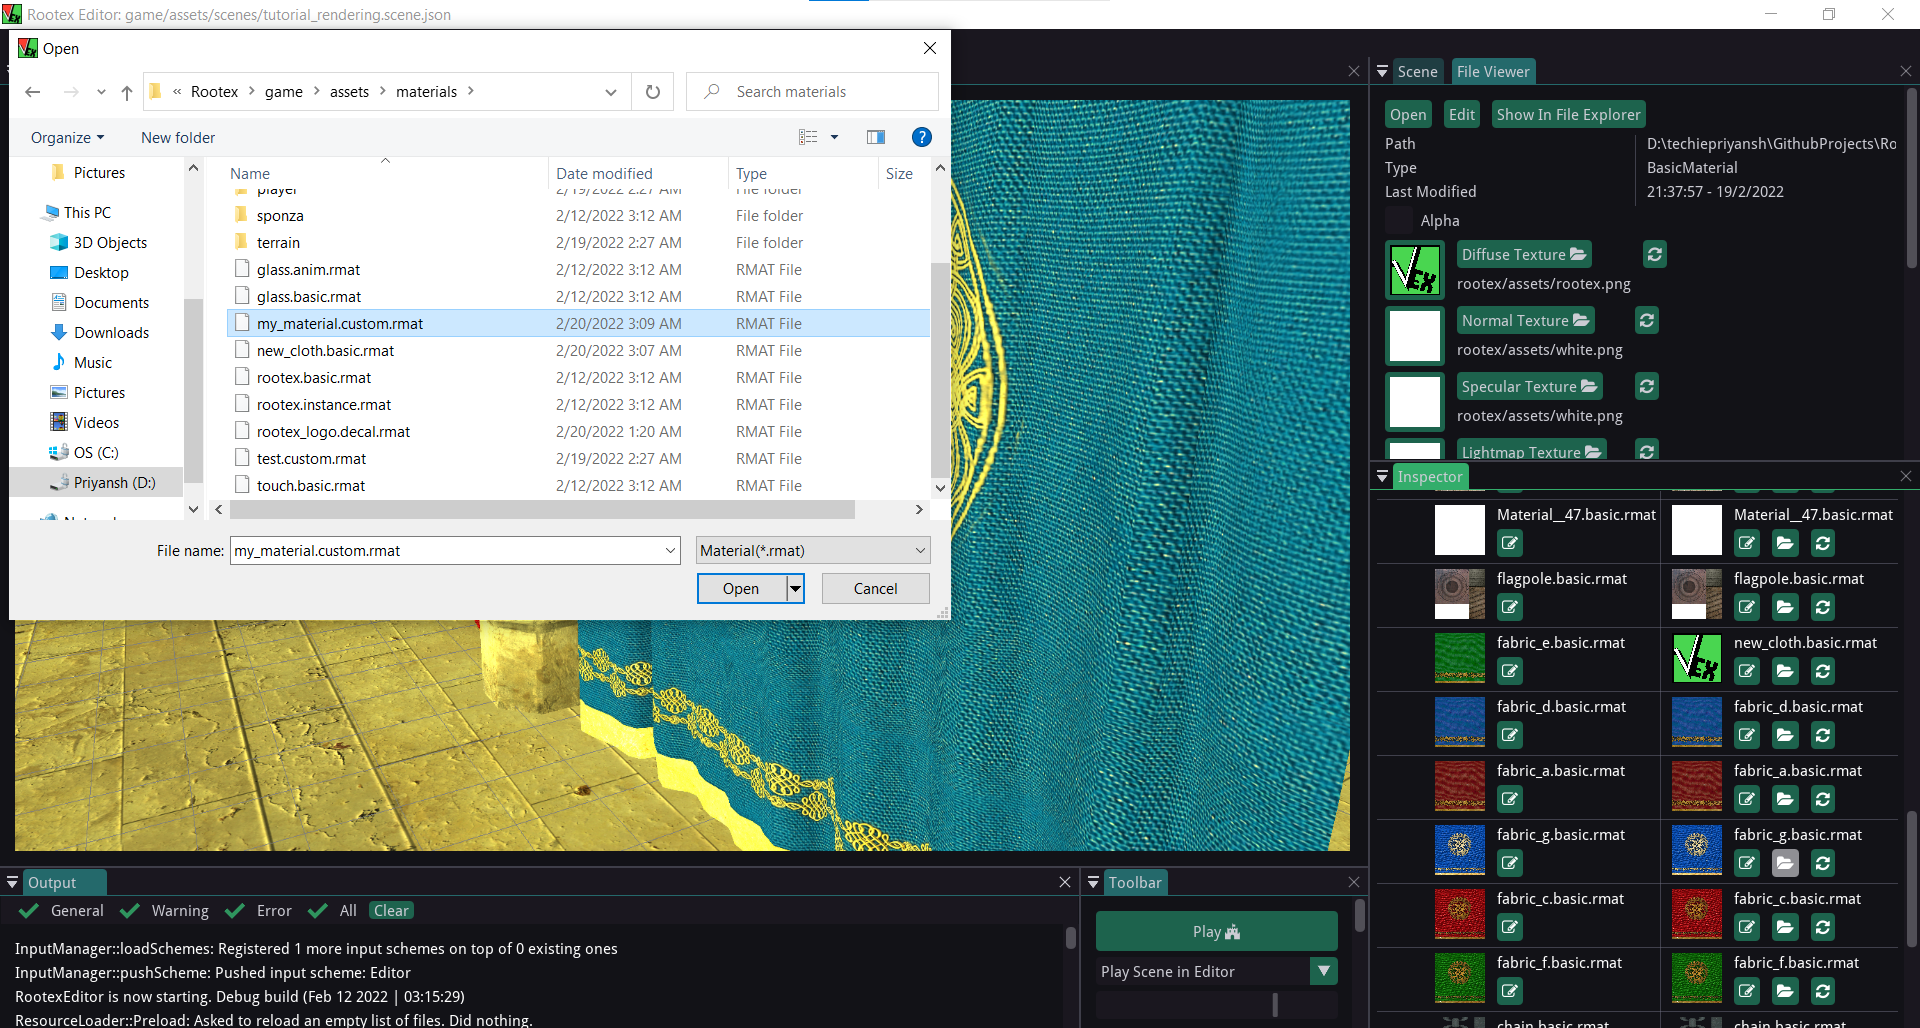 Rootex Editor: game/assets/scenes/tutorial_rendering.scene.json
Open
« Rootex > game > assets > materials >
Search materials
Organize
New folder
Name Date modified Type Size
Pictures
This PC
3D Objects
Desktop
Documents
Downloads
Music
Pictures
Videos
OS (C:)
Priyansh (D:)
player 2/19/2022 2:27 AM File folder
sponza 2/12/2022 3:12 AM File folder
terrain 2/19/2022 2:27 AM File folder
glass.anim.rmat 2/12/2022 3:12 AM RMAT File
glass.basic.rmat 2/12/2022 3:12 AM RMAT File
my_material.custom.rmat 2/20/2022 3:09 AM RMAT File
new_cloth.basic.rmat 2/20/2022 3:07 AM RMAT File
rootex.basic.rmat 2/12/2022 3:12 AM RMAT File
rootex.instance.rmat 2/12/2022 3:12 AM RMAT File
rootex_logo.decal.rmat 2/20/2022 1:20 AM RMAT File
test.custom.rmat 2/19/2022 2:27 AM RMAT File
touch.basic.rmat 2/12/2022 3:12 AM RMAT File
File name: my_material.custom.rmat
Material(*.rmat)
Open
Cancel
Scene File Viewer
Open Edit Show In File Explorer
Path D:\techiepriyansh\GithubProjects\Ro
Type BasicMaterial
Last Modified 21:37:57 - 19/2/2022
Alpha
Diffuse Texture
rootex/assets/rootex.png
Normal Texture
rootex/assets/white.png
Specular Texture
rootex/assets/white.png
Lightmap Texture
Inspector
Material__47.basic.rmat Material__47.basic.rmat
flagpole.basic.rmat flagpole.basic.rmat
fabric_e.basic.rmat new_cloth.basic.rmat
fabric_d.basic.rmat fabric_d.basic.rmat
fabric_a.basic.rmat fabric_a.basic.rmat
fabric_g.basic.rmat fabric_g.basic.rmat
fabric_c.basic.rmat fabric_c.basic.rmat
fabric_f.basic.rmat fabric_f.basic.rmat
chain.basic.rmat chain.basic.rmat
Output
General Warning Error All Clear
InputManager::loadSchemes: Registered 1 more input schemes on top of 0 existing ones
InputManager::pushScheme: Pushed input scheme: Editor
RootexEditor is now starting. Debug build (Feb 12 2022 | 03:15:29)
ResourceLoader::Preload: Asked to reload an empty list of files. Did nothing.
Toolbar
Play
Play Scene in Editor